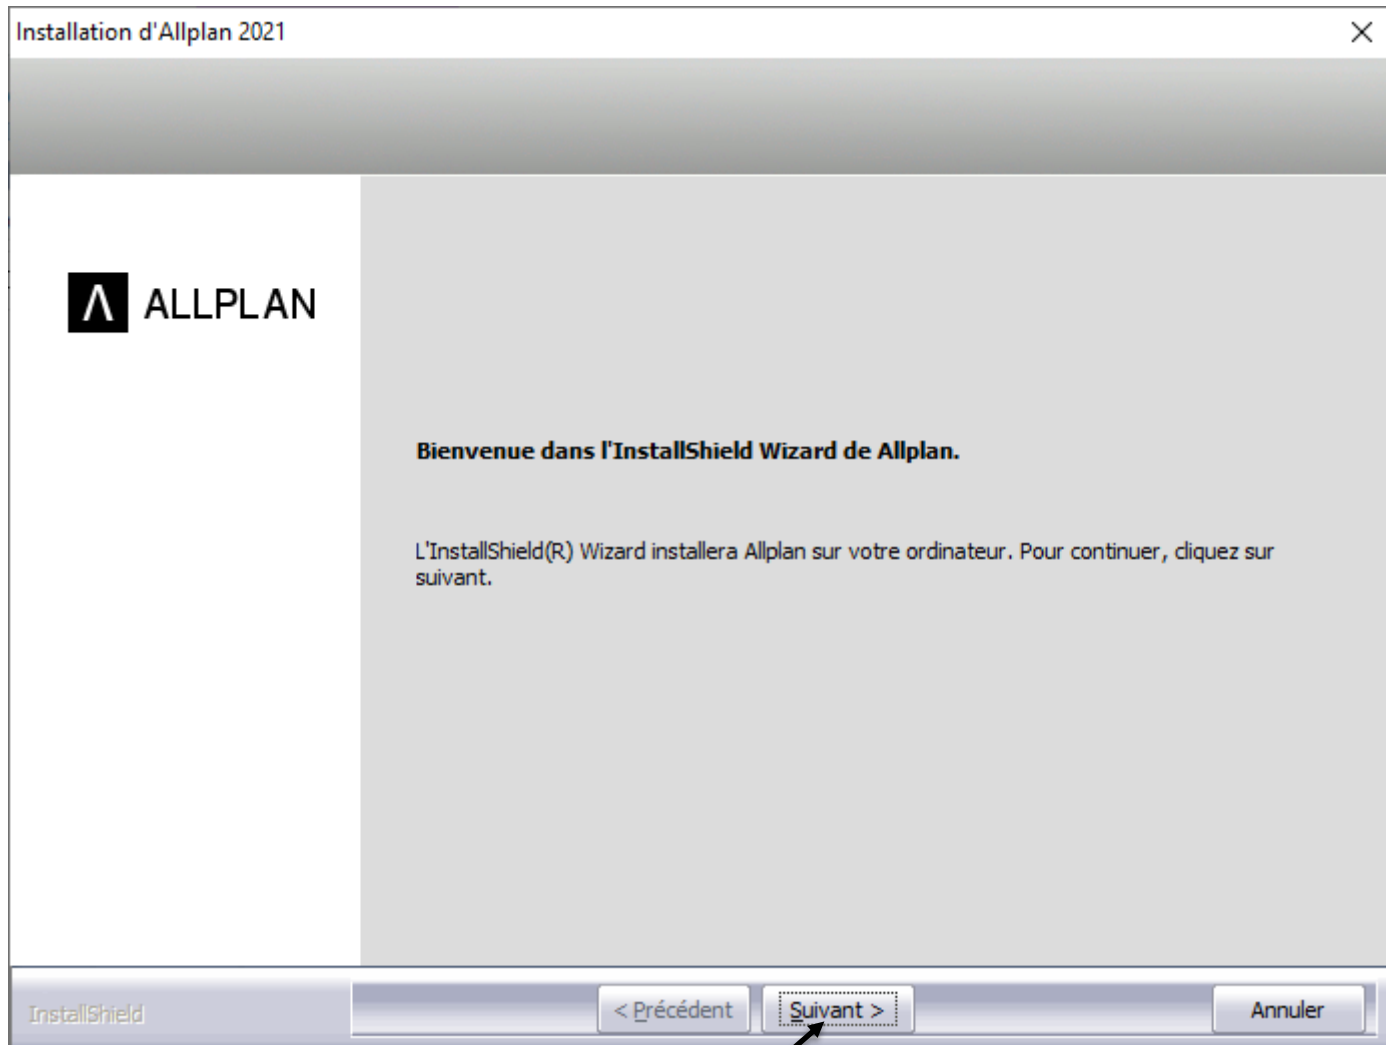 Installation d'Allplan 2021
ALLPLAN
Bienvenue dans l'InstallShield Wizard de Allplan.
L'InstallShield(R) Wizard installera Allplan sur votre ordinateur. Pour continuer, cliquez sur
suivant.
InstallShield
< Précédent
Suivant >
Annuler